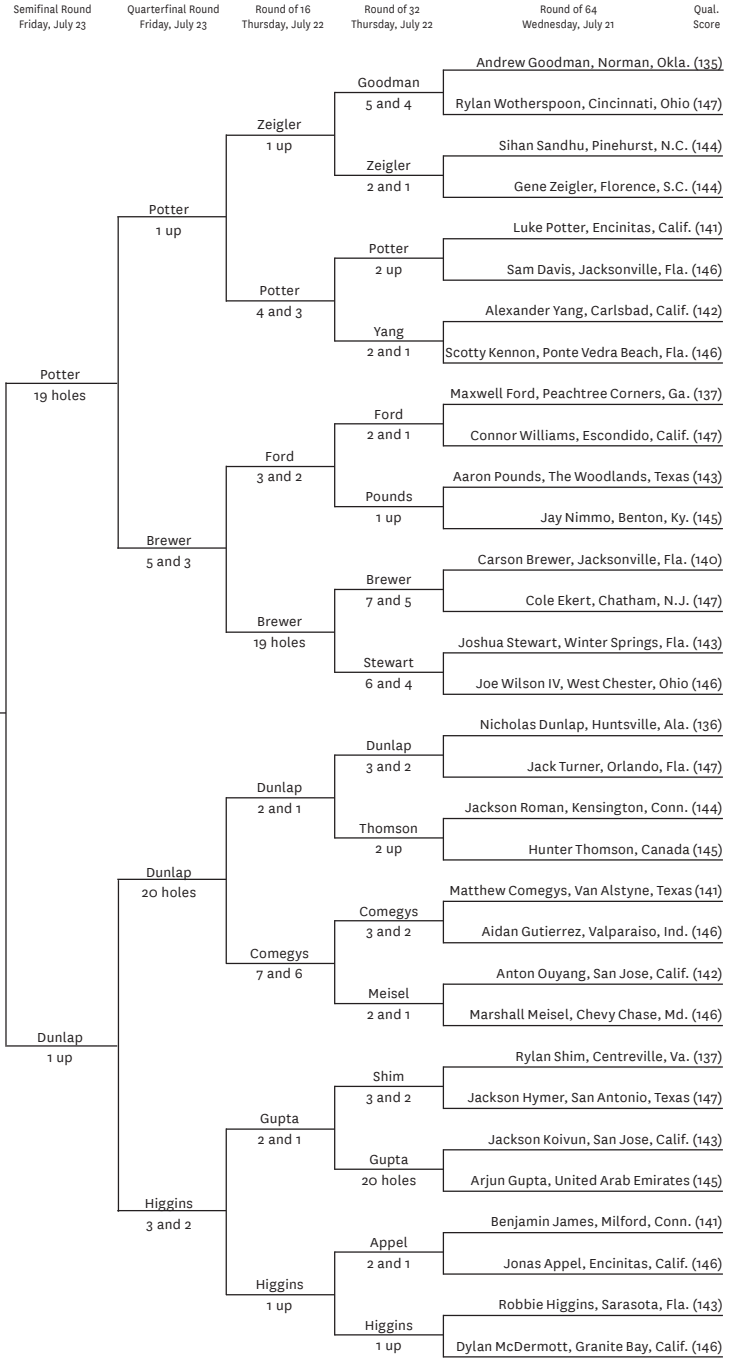 Semifinal Round
Friday, July 23
Quarterfinal Round
Friday, July 23
Round of 16
Thursday, July 22
Round of 32
Thursday, July 22
Round of 64
Wednesday, July 21
Qual.
Score
Andrew Goodman, Norman, Okla. (135)
Goodman
5 and 4
Rylan Wotherspoon, Cincinnati, Ohio (147)
Zeigler
1 up
Sihan Sandhu, Pinehurst, N.C. (144)
Zeigler
2 and 1
Gene Zeigler, Florence, S.C. (144)
Potter
1 up
Luke Potter, Encinitas, Calif. (141)
Potter
2 up
Sam Davis, Jacksonville, Fla. (146)
Potter
4 and 3
Alexander Yang, Carlsbad, Calif. (142)
Yang
2 and 1
Scotty Kennon, Ponte Vedra Beach, Fla. (146)
Potter
19 holes
Maxwell Ford, Peachtree Corners, Ga. (137)
Ford
2 and 1
Connor Williams, Escondido, Calif. (147)
Ford
3 and 2
Aaron Pounds, The Woodlands, Texas (143)
Pounds
1 up
Jay Nimmo, Benton, Ky. (145)
Brewer
5 and 3
Carson Brewer, Jacksonville, Fla. (140)
Brewer
7 and 5
Cole Ekert, Chatham, N.J. (147)
Brewer
19 holes
Joshua Stewart, Winter Springs, Fla. (143)
Stewart
6 and 4
Joe Wilson IV, West Chester, Ohio (146)
Nicholas Dunlap, Huntsville, Ala. (136)
Dunlap
3 and 2
Jack Turner, Orlando, Fla. (147)
Dunlap
2 and 1
Jackson Roman, Kensington, Conn. (144)
Thomson
2 up
Hunter Thomson, Canada (145)
Dunlap
20 holes
Matthew Comegys, Van Alstyne, Texas (141)
Comegys
3 and 2
Aidan Gutierrez, Valparaiso, Ind. (146)
Comegys
7 and 6
Anton Ouyang, San Jose, Calif. (142)
Meisel
2 and 1
Marshall Meisel, Chevy Chase, Md. (146)
Dunlap
1 up
Rylan Shim, Centreville, Va. (137)
Shim
3 and 2
Jackson Hymer, San Antonio, Texas (147)
Gupta
2 and 1
Jackson Koivun, San Jose, Calif. (143)
Gupta
20 holes
Arjun Gupta, United Arab Emirates (145)
Higgins
3 and 2
Benjamin James, Milford, Conn. (141)
Appel
2 and 1
Jonas Appel, Encinitas, Calif. (146)
Higgins
1 up
Robbie Higgins, Sarasota, Fla. (143)
Higgins
1 up
Dylan McDermott, Granite Bay, Calif. (146)